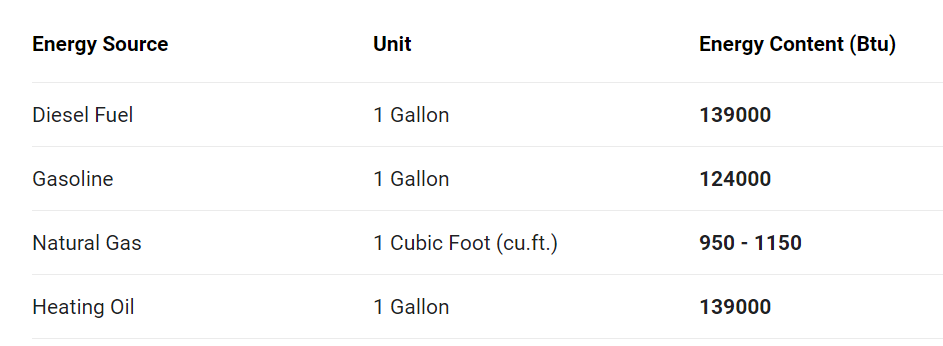 Energy Source Unit Energy Content (Btu)
Diesel Fuel 1 Gallon 139000
Gasoline 1 Gallon 124000
Natural Gas 1 Cubic Foot (cu.ft.) 950 - 1150
Heating Oil 1 Gallon 139000